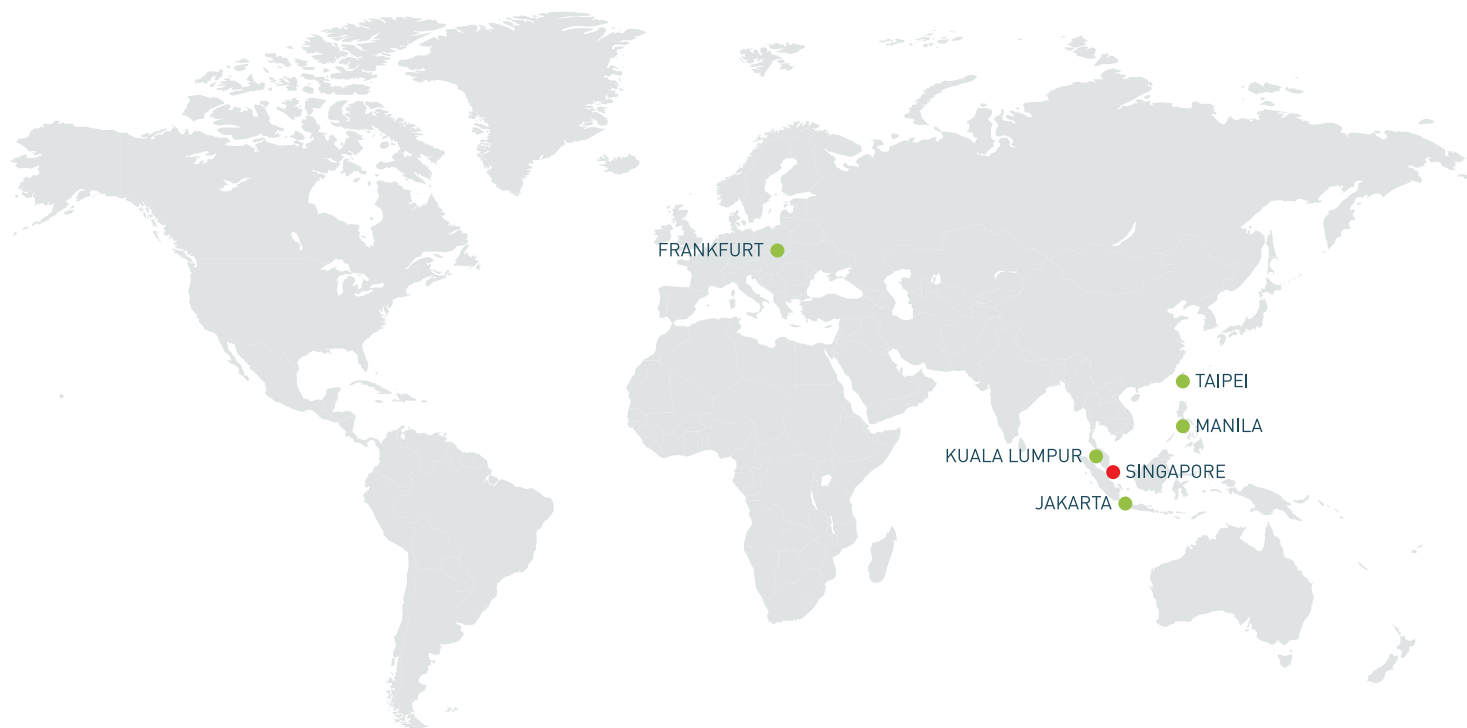 FRANKFURT
TAIPEI
MANILA
KUALA LUMPUR
SINGAPORE
JAKARTA